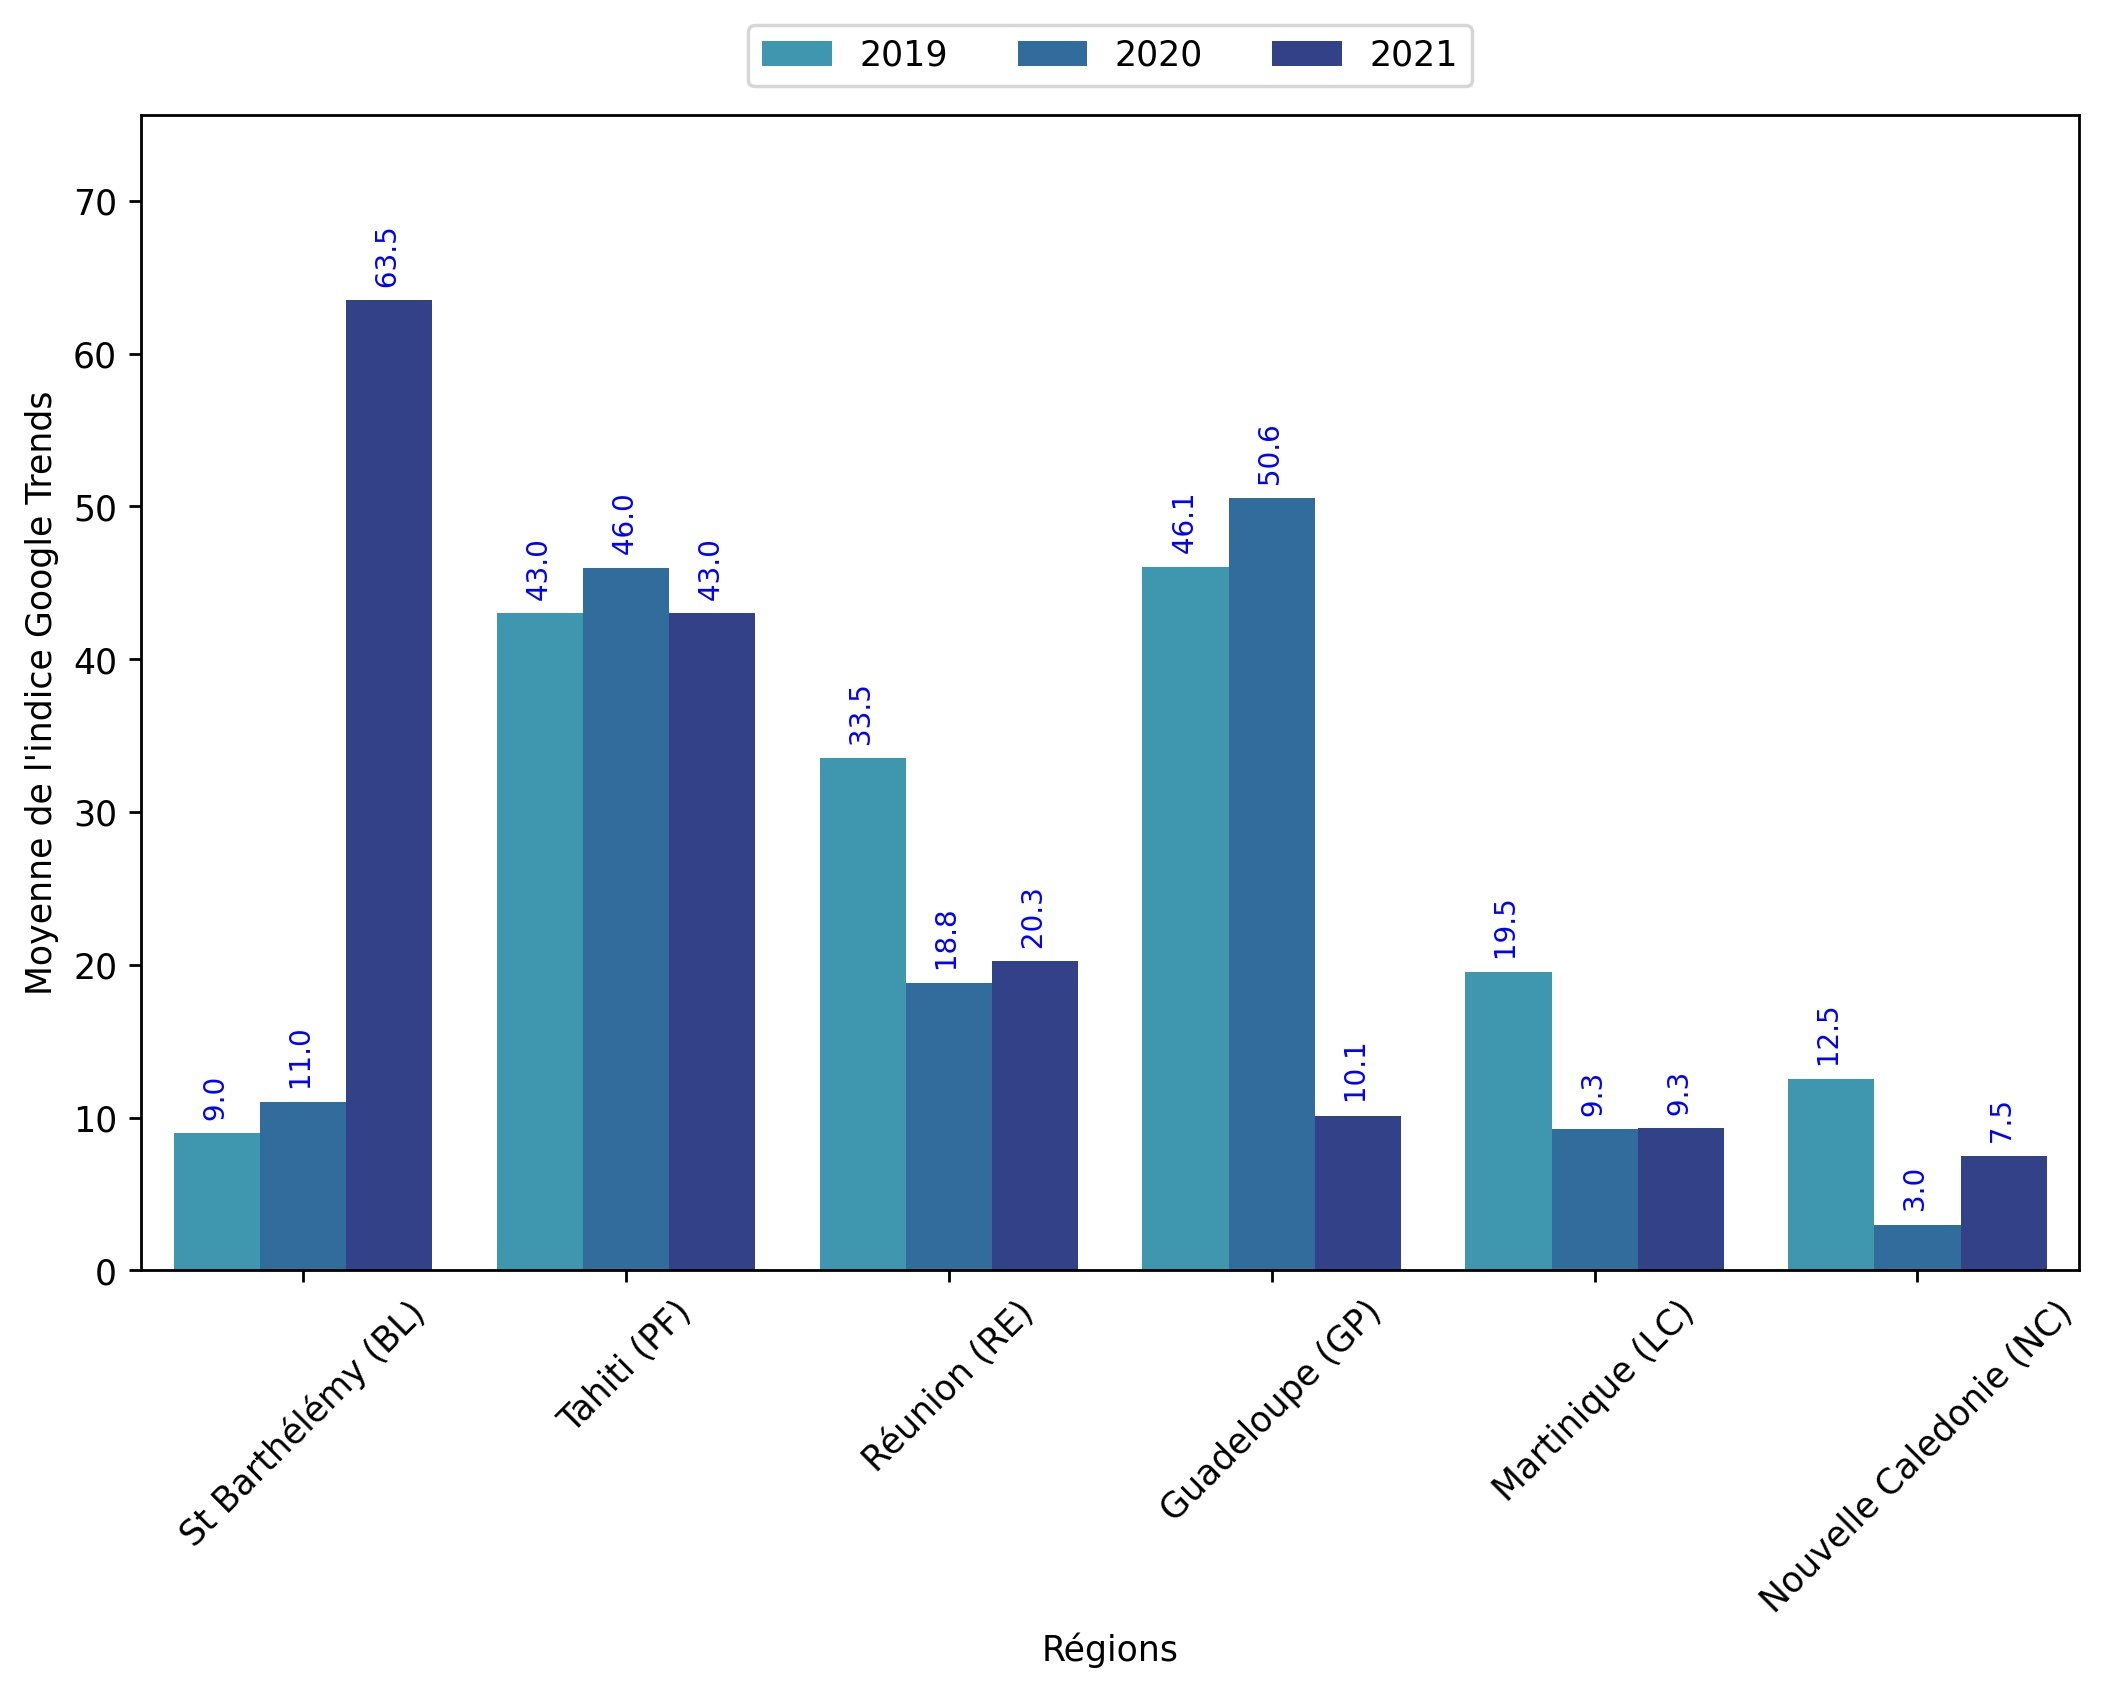 2019 2020 2021
Moyenne de l'indice Google Trends
70
60
50
40
30
20
10
0
9.0 11.0 63.5
43.0 46.0 43.0
33.5 18.8 20.3
46.1 50.6 10.1
19.5 9.3 9.3
12.5 3.0 7.5
St Barthélémy (BL)
Tahiti (PF)
Réunion (RE)
Guadeloupe (GP)
Martinique (LC)
Nouvelle Caledonie (NC)
Régions